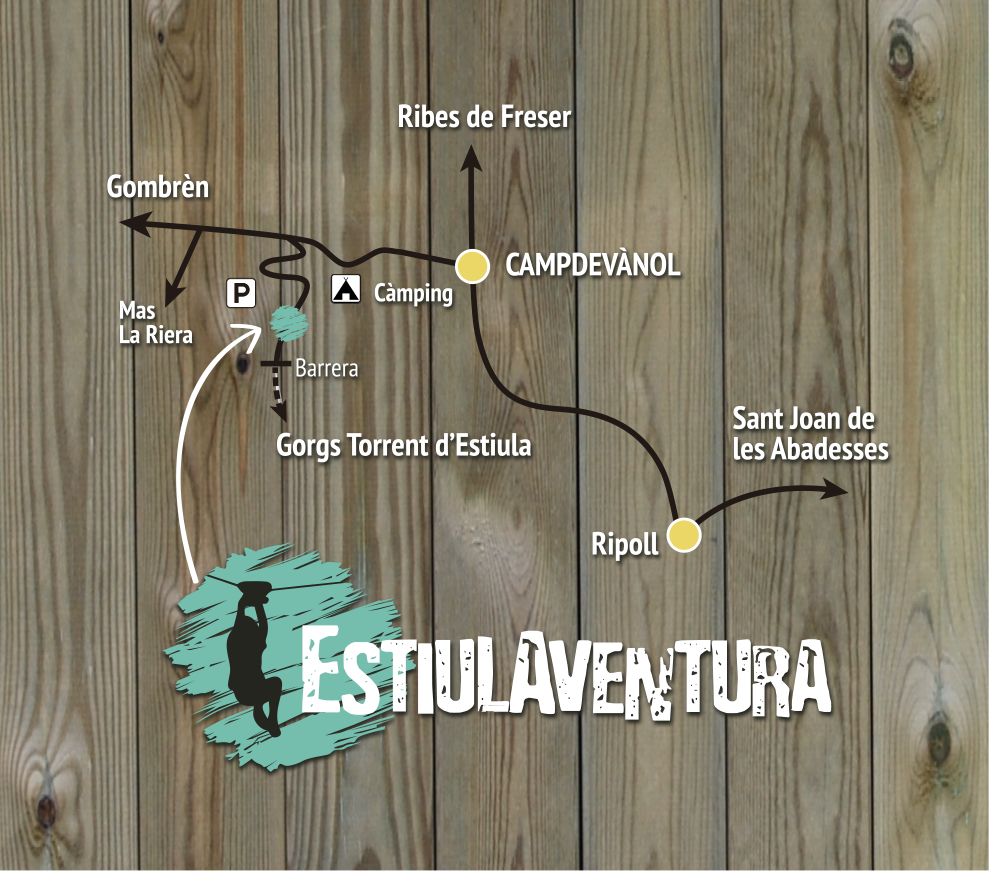 Ribes de Freser
Gombrèn
CAMPDEVÀNOL
P
Càmping
Mas
La Riera
Barrera
Sant Joan de
les Abadesses
Gorgs Torrent d'Estiula
Ripoll
ESTIULAVENTURA